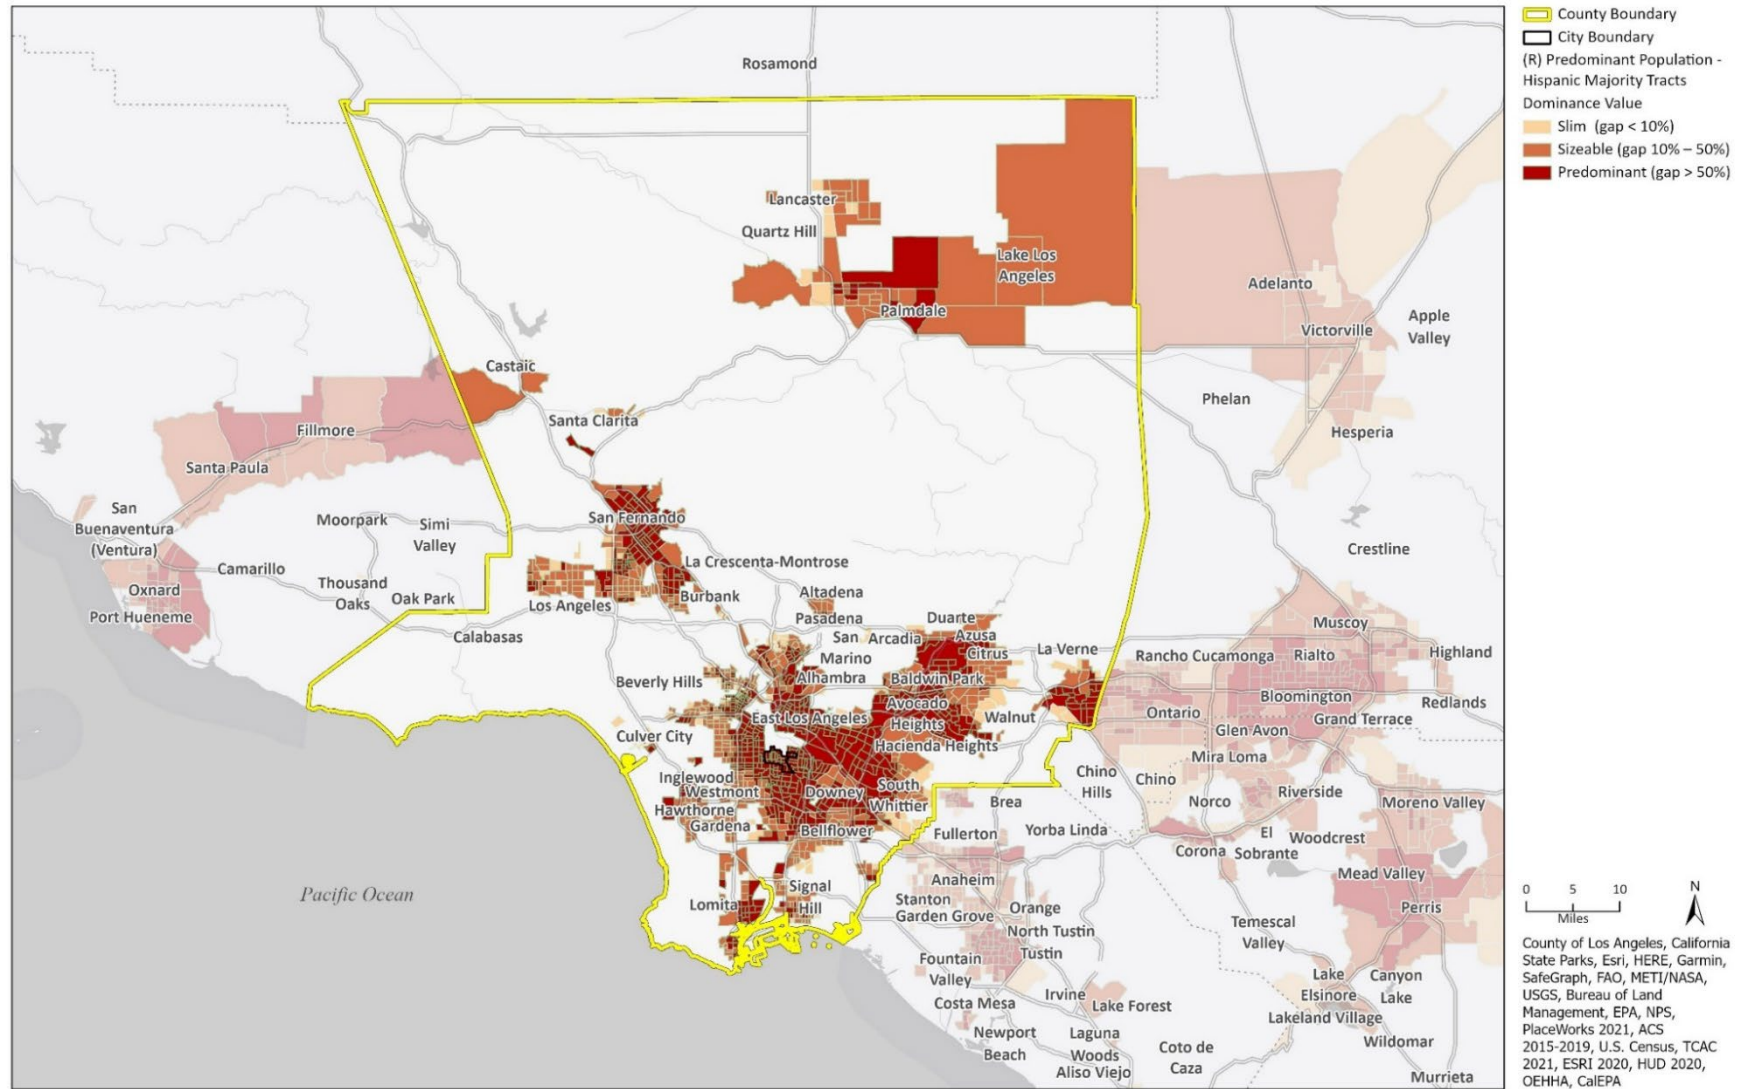 County Boundary
City Boundary
(R) Predominant Population -
Hispanic Majority Tracts
Dominance Value
Slim (gap < 10%)
Sizeable (gap 10% – 50%)
Predominant (gap > 50%)
Rosamond
Lancaster
Quartz Hill
Lake Los
Angeles
Palmdale
Adelanto
Victorville
Apple
Valley
Castaic
Phelan
Santa Clarita
Hesperia
Fillmore
Santa Paula
San
Buenaventura
(Ventura)
Moorpark
Simi
Valley
San Fernando
Crestline
Camarillo
La Crescenta-Montrose
Thousand
Oaks
Oak Park
Oxnard
Port Hueneme
Los Angeles
Burbank
Altadena
Pasadena
Calabasas
San
Marino
Arcadia
Duarte
Azusa
Citrus
La Verne
Muscoy
Rancho Cucamonga
Rialto
Highland
Beverly Hills
Alhambra
Baldwin Park
Bloomington
Redlands
Avocado
Heights
Walnut
Ontario
Grand Terrace
East Los Angeles
Culver City
Hacienda Heights
Glen Avon
Mira Loma
Inglewood
Westmont
Downey
South
Whittier
Chino
Hills
Chino
Norco
Riverside
Moreno Valley
Hawthorne
Gardena
Bellflower
Brea
Fullerton
Yorba Linda
Corona
El
Sobrante
Woodcrest
Mead Valley
Anaheim
Pacific Ocean
Lomita
Signal
Hill
Stanton
Garden Grove
Orange
North Tustin
Tustin
Temescal
Valley
Perris
Fountain
Valley
Costa Mesa
Irvine
Lake Forest
Lake
Elsinore
Canyon
Lake
Lakeland Village
Newport
Beach
Laguna
Woods
Aliso Viejo
Coto de
Caza
Wildomar
Murrieta
0 5 10
Miles
N
County of Los Angeles, California
State Parks, Esri, HERE, Garmin,
SafeGraph, FAO, METI/NASA,
USGS, Bureau of Land
Management, EPA, NPS,
PlaceWorks 2021, ACS
2015-2019, U.S. Census, TCAC
2021, ESRI 2020, HUD 2020,
OEHHA, CalEPA